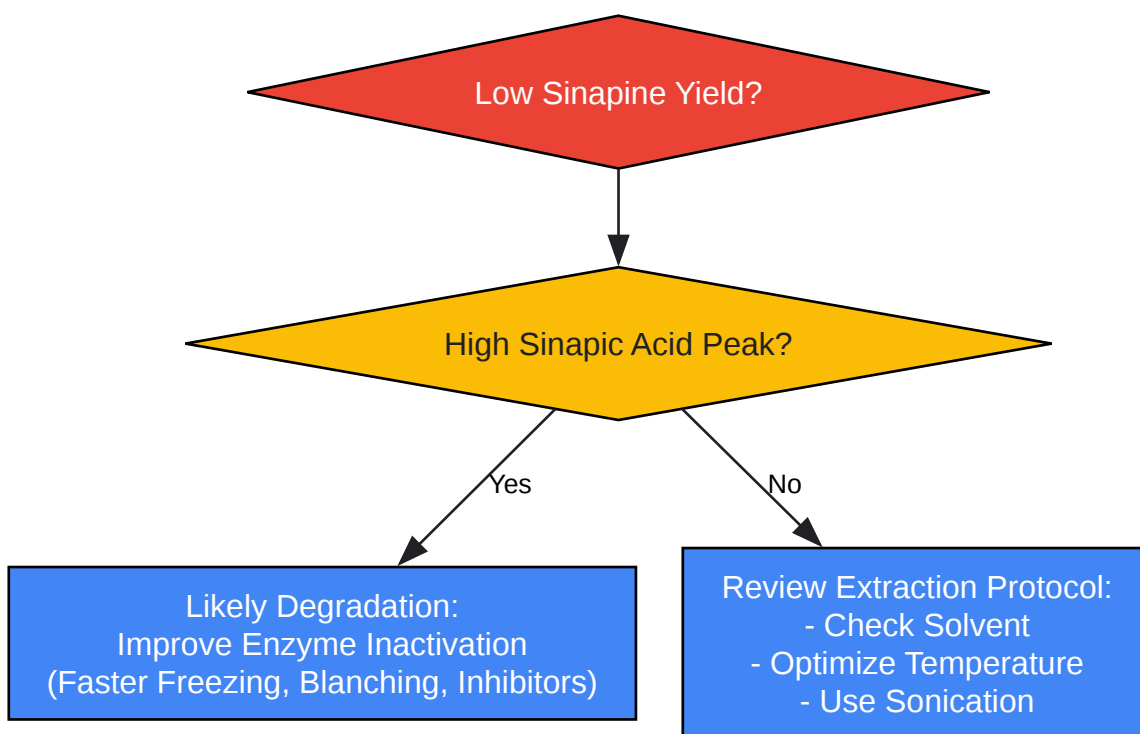 Low Sinapine Yield?
High Sinapic Acid Peak?
Yes
No
Likely Degradation:
Improve Enzyme Inactivation
(Faster Freezing, Blanching, Inhibitors)
Review Extraction Protocol:
- Check Solvent
- Optimize Temperature
- Use Sonication